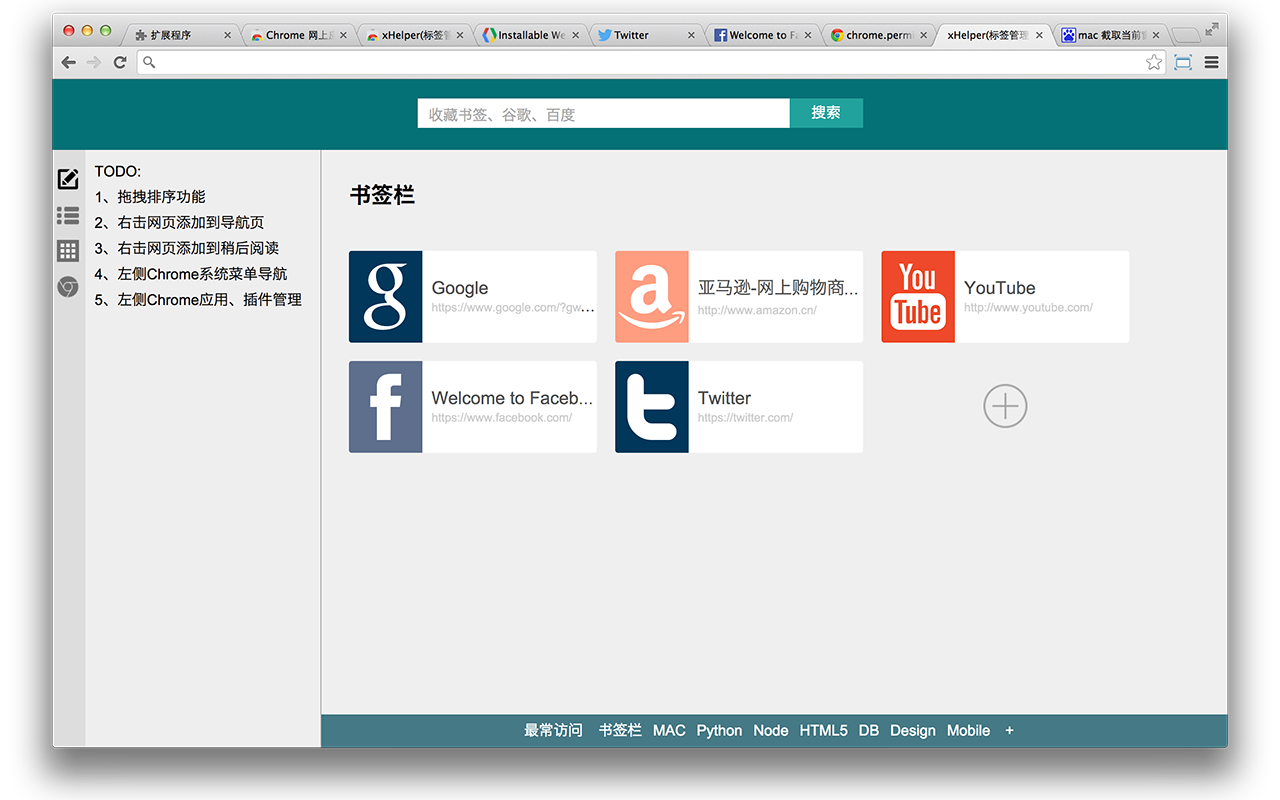 扩展程序
Chrome 网上
xHelper(标签管
Installable We
Twitter
Welcome to Fa
chrome.permi
xHelper(标签管理
mac 截取当前
收藏书签、谷歌、百度
搜索
TODO:
1、拖拽排序功能
2、右击网页添加到导航页
3、右击网页添加到稍后阅读
4、左侧Chrome系统菜单导航
5、左侧Chrome应用、插件管理
书签栏
g
Google
https://www.google.com/?gw...
a
亚马逊-网上购物商...
http://www.amazon.cn/
You
Tube
YouTube
http://www.youtube.com/
f
Welcome to Faceb...
https://www.facebook.com/
t
Twitter
https://twitter.com/
最常访问 书签栏 MAC Python Node HTML5 DB Design Mobile +